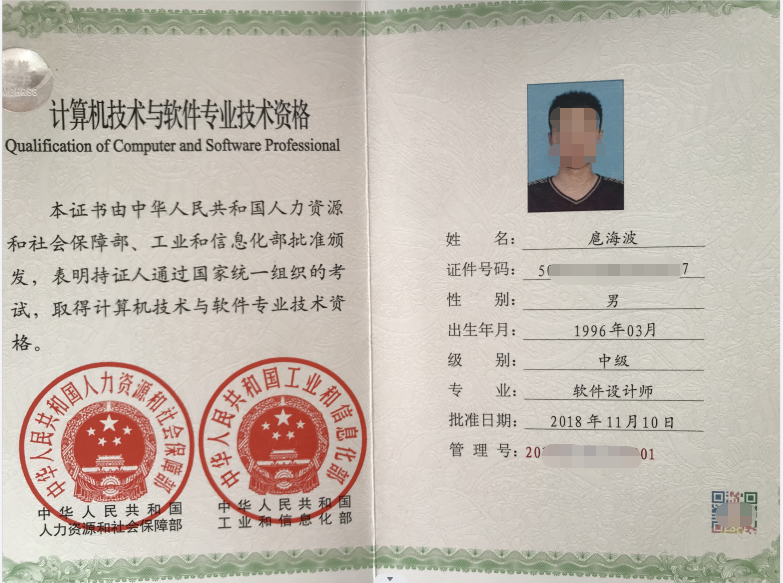 计算机技术与软件专业技术资格
Qualification of Computer and Software Professional
本证书由中华人民共和国人力资源
和社会保障部、工业和信息化部批准颁
发，表明持证人通过国家统一组织的考
试，取得计算机技术与软件专业技术资
格。
中华人民共和国人力资源和社会保障部
中华人民共和国工业和信息化部
中华人民共和国
人力资源和社会保障部
中华人民共和国
工业和信息化部
姓 名： 扈海波
证件号码： 50 7
性 别： 男
出生年月： 1996年03月
级 别： 中级
专 业： 软件设计师
批准日期： 2018年11月10日
管 理 号： 20 01